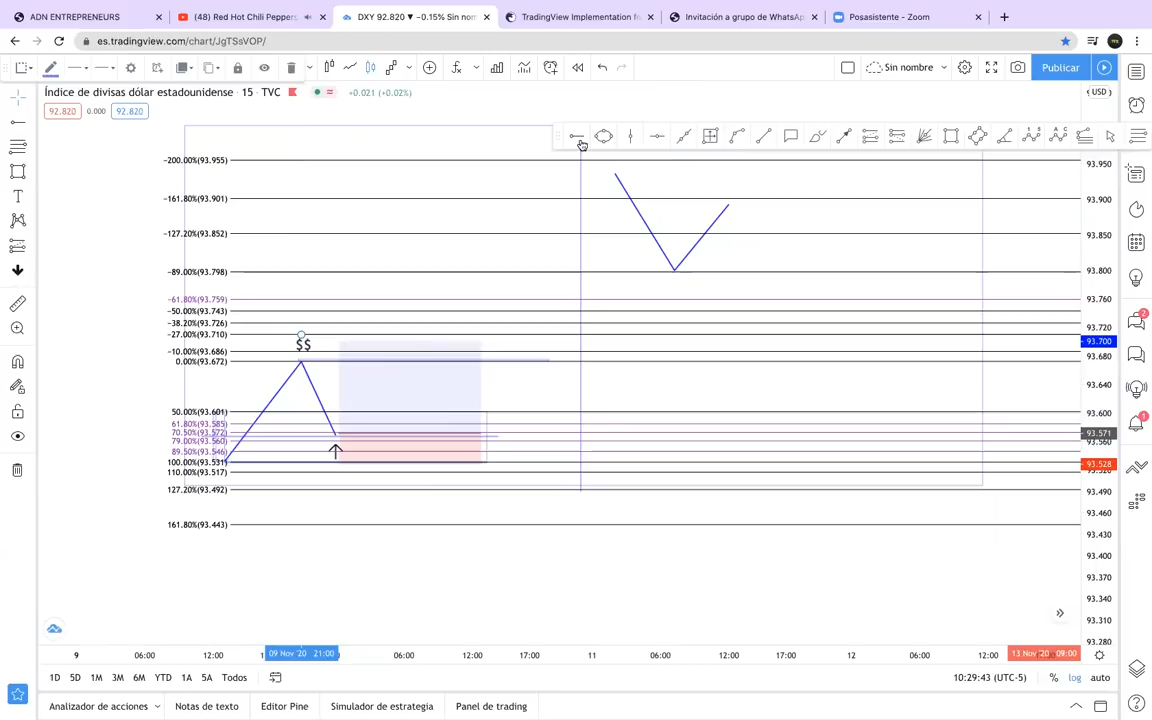 ADN ENTREPRENEURS
(48) Red Hot Chili Peppers
DXY 92.820 ▼ −0.15% Sin nom
TradingView Implementation fr
Invitación a grupo de WhatsAp
Posasistente - Zoom
es.tradingview.com/chart/JgTSsVOP/
Sin nombre
Publicar
Índice de divisas dólar estadounidense · 15 · TVC
+0.021 (+0.02%)
USD
92.820 0.000 92.820
−200.00%(93.955)
−161.80%(93.901)
−127.20%(93.852)
−89.00%(93.798)
−61.80%(93.759)
−50.00%(93.743)
−38.20%(93.726)
−27.00%(93.710)
−10.00%(93.686)
0.00%(93.672)
50.00%(93.601)
61.80%(93.585)
70.50%(93.572)
79.00%(93.560)
89.50%(93.546)
100.00%(93.531)
110.00%(93.517)
127.20%(93.492)
161.80%(93.443)
$$
93.950
93.900
93.850
93.800
93.760
93.720
93.700
93.680
93.640
93.600
93.571
93.560
93.528
93.490
93.460
93.430
93.400
93.370
93.340
93.310
93.280
2
1
9 06:00 12:00 09 Nov '20 21:00 06:00 12:00 17:00 11 06:00 12:00 17:00 12 06:00 12:00 13 Nov '20 09:00
1D 5D 1M 3M 6M YTD 1A 5A Todos
10:29:43 (UTC-5) % log auto
Analizador de acciones Notas de texto Editor Pine Simulador de estrategia Panel de trading